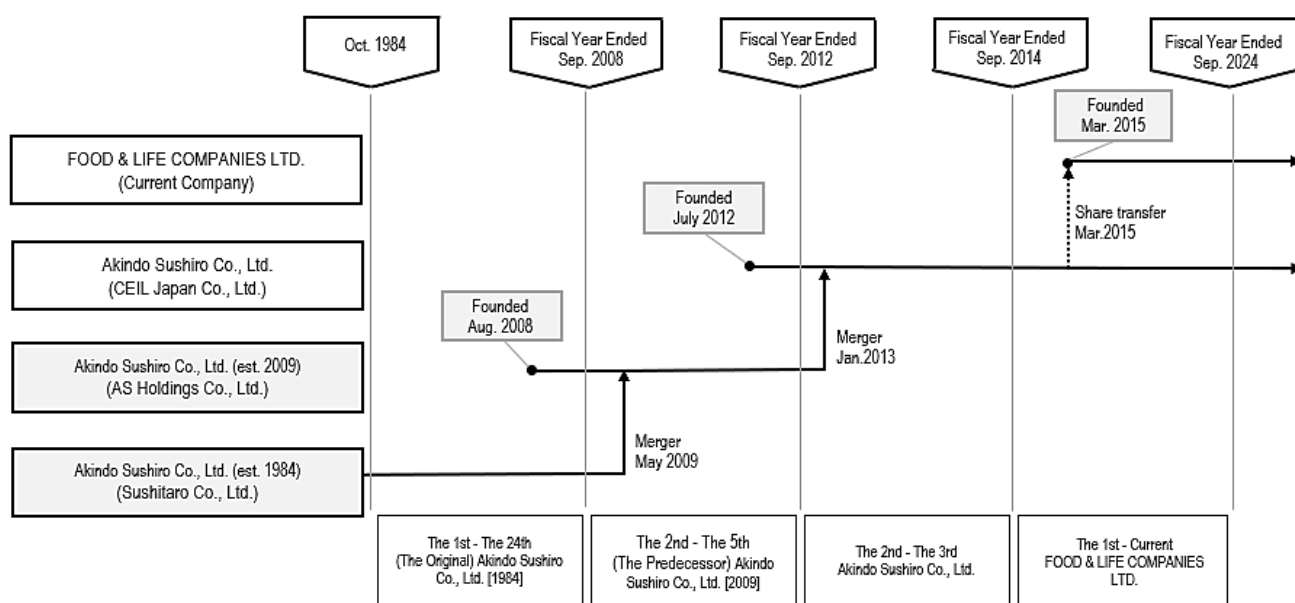 Oct. 1984
Fiscal Year Ended
Sep. 2008
Fiscal Year Ended
Sep. 2012
Fiscal Year Ended
Sep. 2014
Fiscal Year Ended
Sep. 2024
Founded
Mar. 2015
FOOD & LIFE COMPANIES LTD.
(Current Company)
Founded
July 2012
Share transfer
Mar.2015
Akindo Sushiro Co., Ltd.
(CEIL Japan Co., Ltd.)
Founded
Aug. 2008
Merger
Jan.2013
Akindo Sushiro Co., Ltd. (est. 2009)
(AS Holdings Co., Ltd.)
Merger
May 2009
Akindo Sushiro Co., Ltd. (est. 1984)
(Sushitaro Co., Ltd.)
The 1st - The 24th
(The Original) Akindo Sushiro
Co., Ltd. [1984]
The 2nd - The 5th
(The Predecessor) Akindo
Sushiro Co., Ltd. [2009]
The 2nd - The 3rd
Akindo Sushiro Co., Ltd.
The 1st - Current
FOOD & LIFE COMPANIES
LTD.